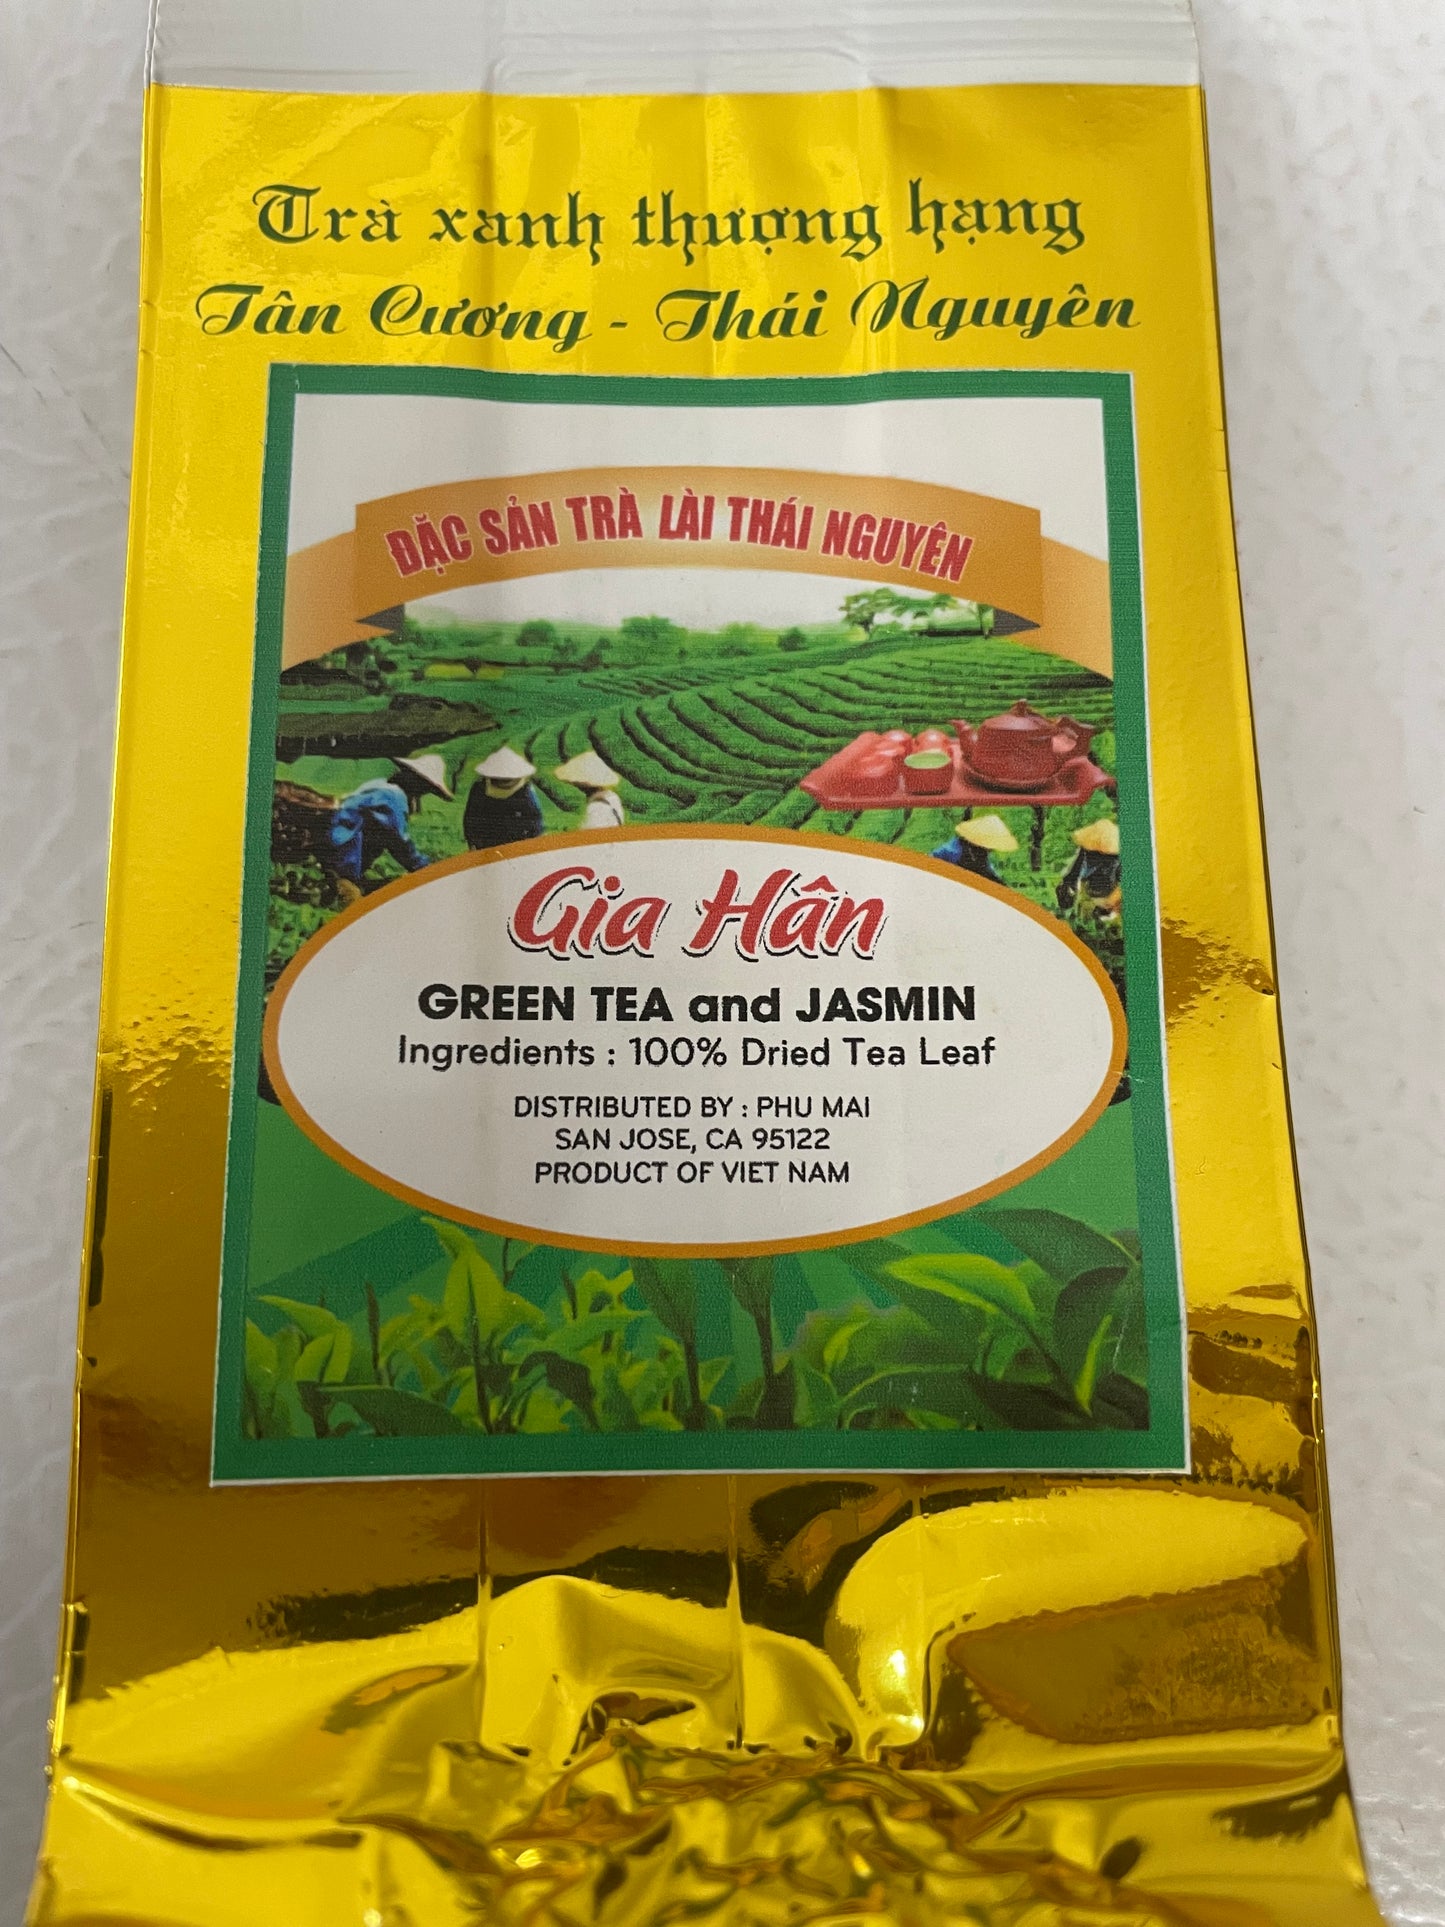 Trà xanh thượng hạng
Tân Cương - Thái Nguyên
ĐẶC SẢN TRÀ LÀI THÁI NGUYÊN
Gia Hân
GREEN TEA and JASMIN
Ingredients : 100% Dried Tea Leaf
DISTRIBUTED BY : PHU MAI
SAN JOSE, CA 95122
PRODUCT OF VIET NAM